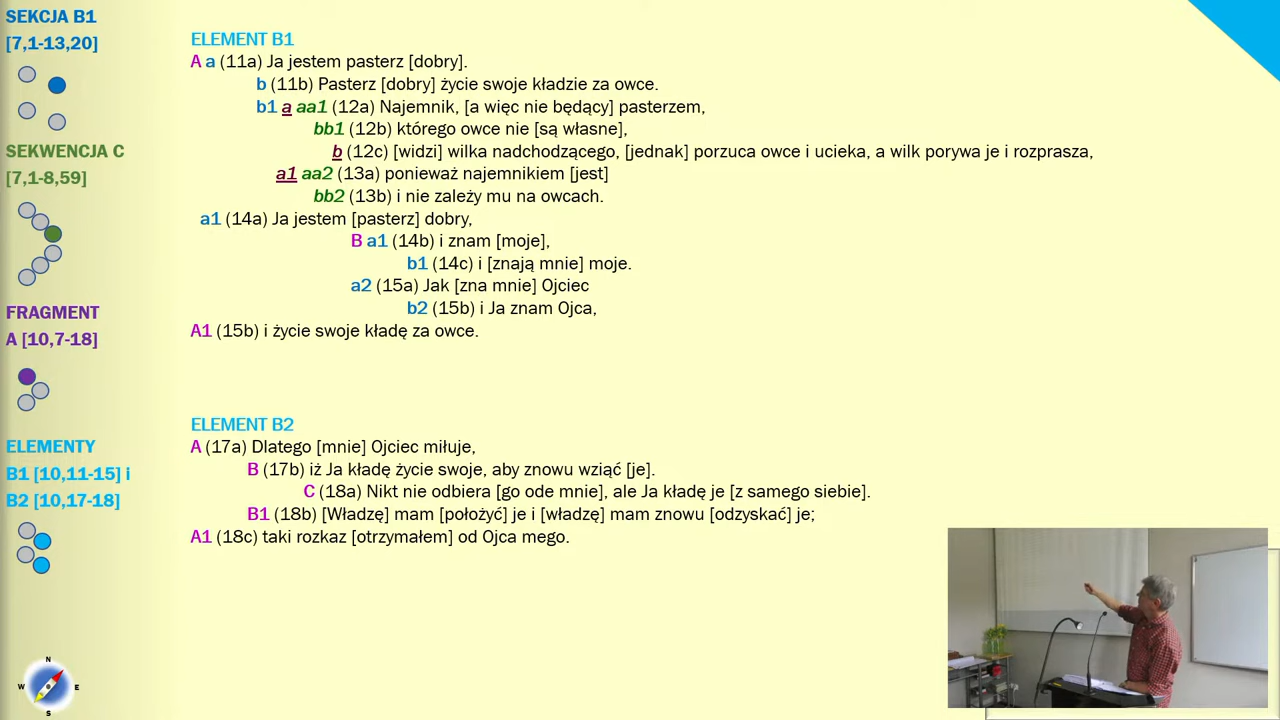 SEKCJA B1
[7,1-13,20]
SEKWENCJA C
[7,1-8,59]
FRAGMENT
A [10,7-18]
ELEMENTY
B1 [10,11-15] i
B2 [10,17-18]
N
W E
S
ELEMENT B1
A a (11a) Ja jestem pasterz [dobry].
b (11b) Pasterz [dobry] życie swoje kładzie za owce.
b1 a aa1 (12a) Najemnik, [a więc nie będący] pasterzem,
bb1 (12b) którego owce nie [są własne],
b (12c) [widzi] wilka nadchodzącego, [jednak] porzuca owce i ucieka, a wilk porywa je i rozprasza,
a1 aa2 (13a) ponieważ najemnikiem [jest]
bb2 (13b) i nie zależy mu na owcach.
a1 (14a) Ja jestem [pasterz] dobry,
B a1 (14b) i znam [moje],
b1 (14c) i [znają mnie] moje.
a2 (15a) Jak [zna mnie] Ojciec
b2 (15b) i Ja znam Ojca,
A1 (15b) i życie swoje kładę za owce.
ELEMENT B2
A (17a) Dlatego [mnie] Ojciec miłuje,
B (17b) iż Ja kładę życie swoje, aby znowu wziąć [je].
C (18a) Nikt nie odbiera [go ode mnie], ale Ja kładę je [z samego siebie].
B1 (18b) [Władzę] mam [położyć] je i [władzę] mam znowu [odzyskać] je;
A1 (18c) taki rozkaz [otrzymałem] od Ojca mego.